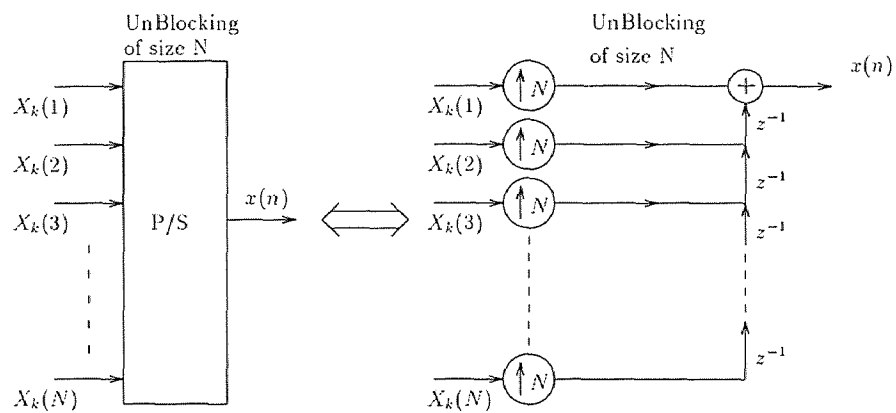 UnBlocking
of size N
X_k(1)
X_k(2)
X_k(3)
X_k(N)
P/S
x(n)
UnBlocking
of size N
X_k(1)
X_k(2)
X_k(3)
X_k(N)
N
N
N
N
+
x(n)
z^{-1}
z^{-1}
z^{-1}
z^{-1}